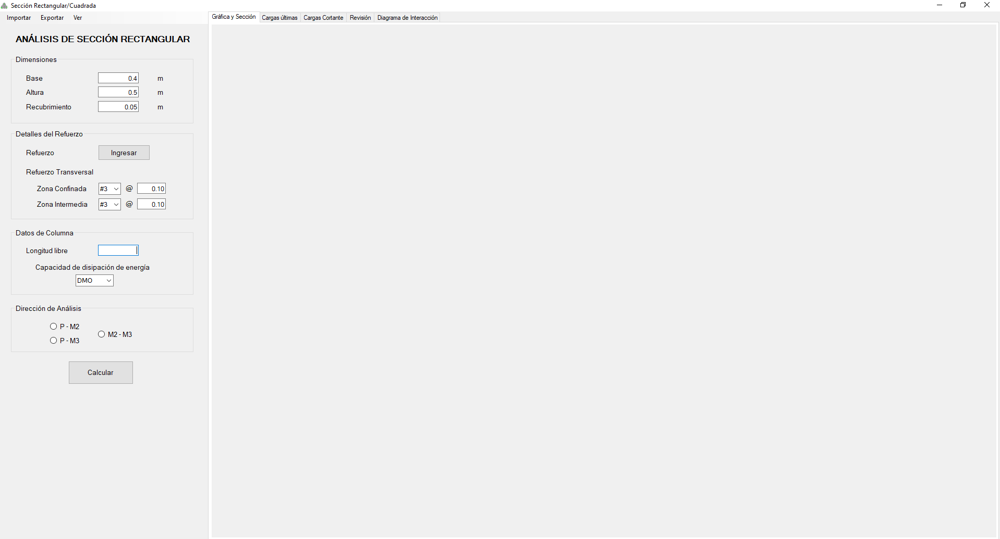 Sección Rectangular/Cuadrada
Importar Exportar Ver
Gráfica y Sección Cargas últimas Cargas Cortante Revisión Diagrama de Interacción
ANÁLISIS DE SECCIÓN RECTANGULAR
Dimensiones
Base 0.4 m
Altura 0.5 m
Recubrimiento 0.05 m
Detalles del Refuerzo
Refuerzo Ingresar
Refuerzo Transversal
Zona Confinada #3 @ 0.10
Zona Intermedia #3 @ 0.10
Datos de Columna
Longitud libre
Capacidad de disipación de energía
DMO
Dirección de Análisis
P - M2
M2 - M3
P - M3
Calcular